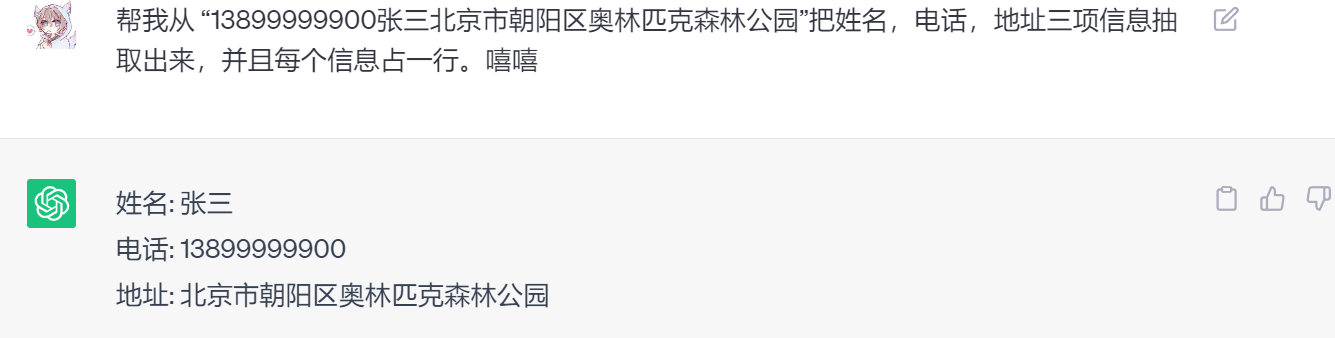 帮我从 “13899999900张三北京市朝阳区奥林匹克森林公园”把姓名，电话，地址三项信息抽
取出来，并且每个信息占一行。嘻嘻
姓名: 张三
电话: 13899999900
地址: 北京市朝阳区奥林匹克森林公园